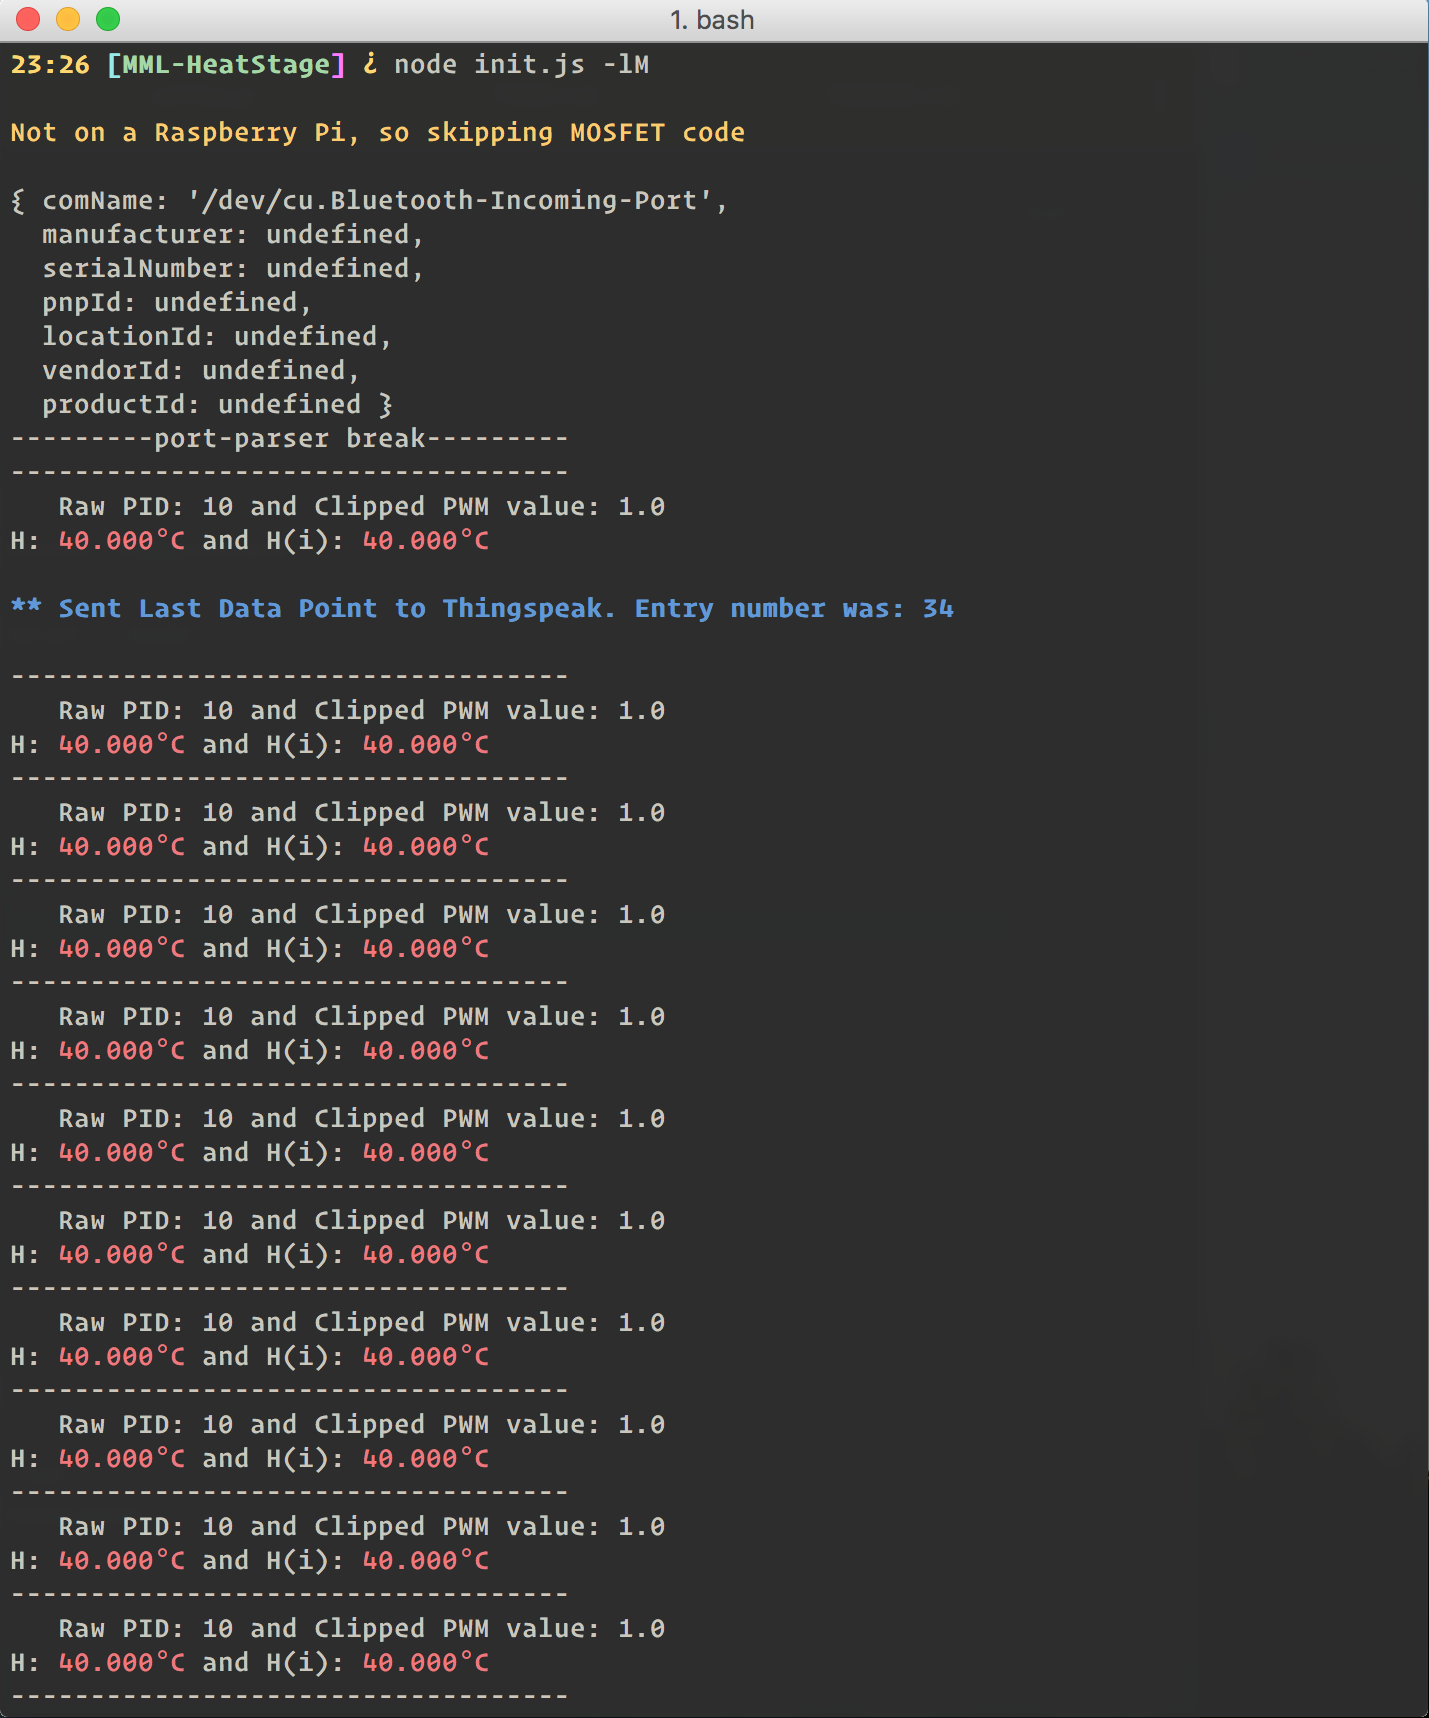 1. bash
23:26 [MML-HeatStage] ¿ node init.js -lM
Not on a Raspberry Pi, so skipping MOSFET code
{ comName: '/dev/cu.Bluetooth-Incoming-Port',
manufacturer: undefined,
serialNumber: undefined,
pnpId: undefined,
locationId: undefined,
vendorId: undefined,
productId: undefined }
---------port-parser break---------
-----------------------------------
Raw PID: 10 and Clipped PWM value: 1.0
H: 40.000°C and H(i): 40.000°C
** Sent Last Data Point to Thingspeak. Entry number was: 34
-----------------------------------
Raw PID: 10 and Clipped PWM value: 1.0
H: 40.000°C and H(i): 40.000°C
-----------------------------------
Raw PID: 10 and Clipped PWM value: 1.0
H: 40.000°C and H(i): 40.000°C
-----------------------------------
Raw PID: 10 and Clipped PWM value: 1.0
H: 40.000°C and H(i): 40.000°C
-----------------------------------
Raw PID: 10 and Clipped PWM value: 1.0
H: 40.000°C and H(i): 40.000°C
-----------------------------------
Raw PID: 10 and Clipped PWM value: 1.0
H: 40.000°C and H(i): 40.000°C
-----------------------------------
Raw PID: 10 and Clipped PWM value: 1.0
H: 40.000°C and H(i): 40.000°C
-----------------------------------
Raw PID: 10 and Clipped PWM value: 1.0
H: 40.000°C and H(i): 40.000°C
-----------------------------------
Raw PID: 10 and Clipped PWM value: 1.0
H: 40.000°C and H(i): 40.000°C
-----------------------------------
Raw PID: 10 and Clipped PWM value: 1.0
H: 40.000°C and H(i): 40.000°C
-----------------------------------
Raw PID: 10 and Clipped PWM value: 1.0
H: 40.000°C and H(i): 40.000°C
-----------------------------------